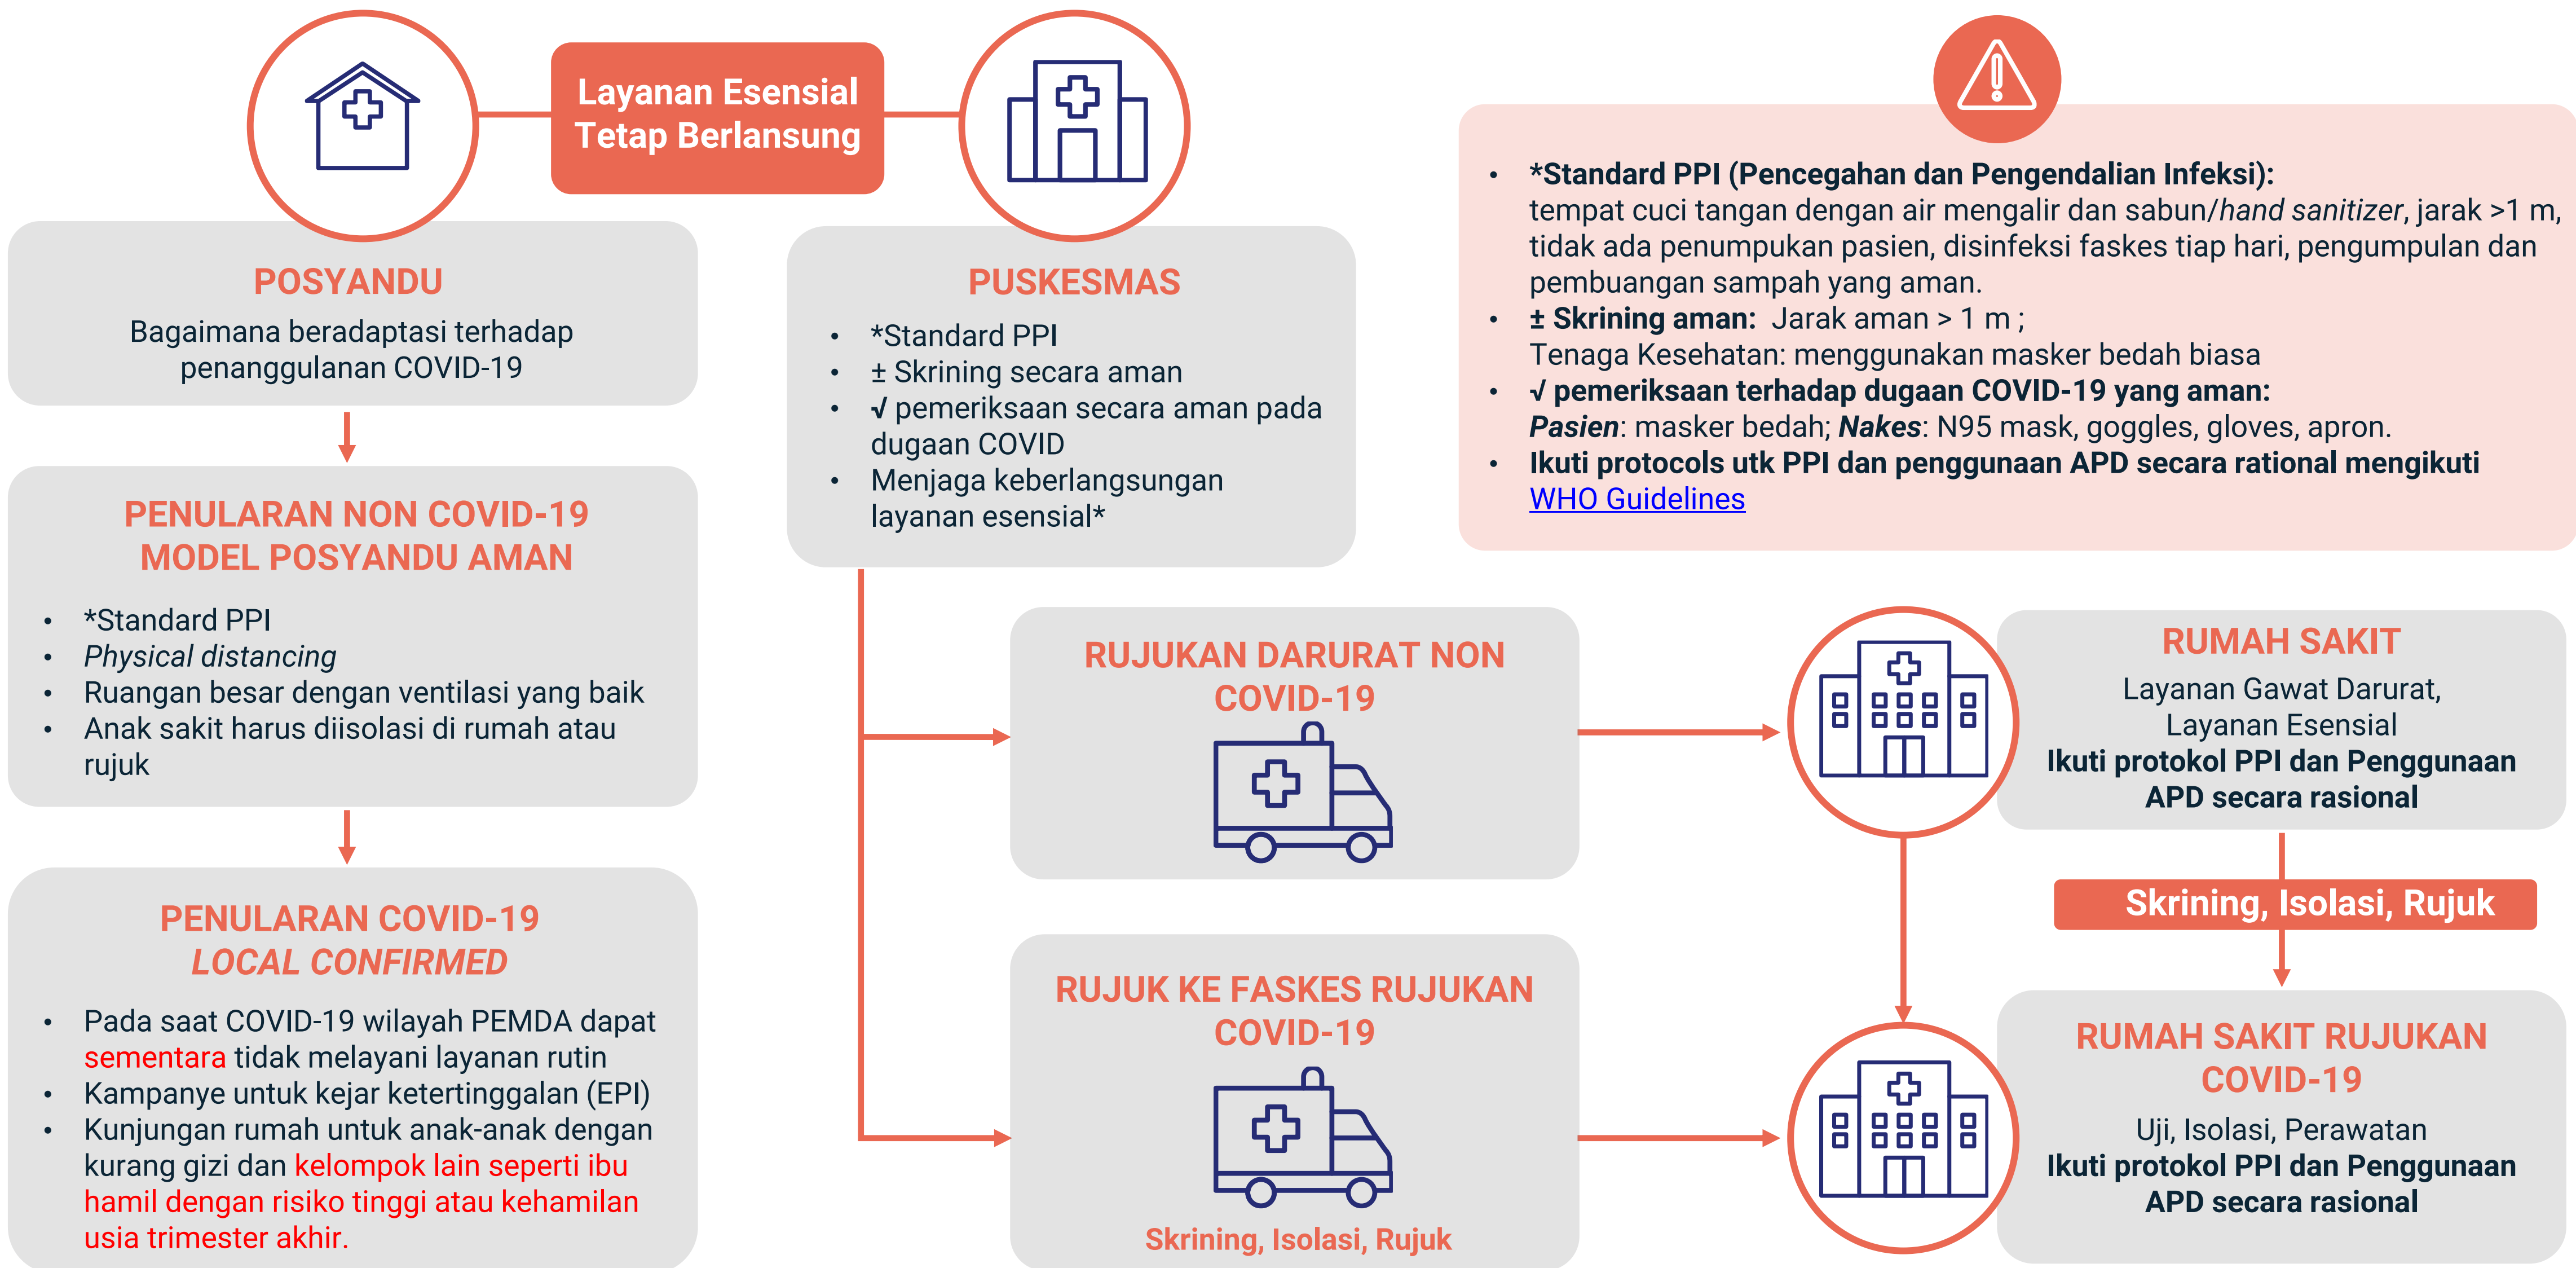 Layanan Esensial
Tetap Berlansung
POSYANDU
Bagaimana beradaptasi terhadap
penanggulanan COVID-19
PENULARAN NON COVID-19
MODEL POSYANDU AMAN
• *Standard PPI
• Physical distancing
• Ruangan besar dengan ventilasi yang baik
• Anak sakit harus diisolasi di rumah atau
rujuk
PENULARAN COVID-19
LOCAL CONFIRMED
• Pada saat COVID-19 wilayah PEMDA dapat
sementara tidak melayani layanan rutin
• Kampanye untuk kejar ketertinggalan (EPI)
• Kunjungan rumah untuk anak-anak dengan
kurang gizi dan kelompok lain seperti ibu
hamil dengan risiko tinggi atau kehamilan
usia trimester akhir.
PUSKESMAS
• *Standard PPI
• ± Skrining secara aman
• √ pemeriksaan secara aman pada
dugaan COVID
• Menjaga keberlangsungan
layanan esensial*
• *Standard PPI (Pencegahan dan Pengendalian Infeksi):
tempat cuci tangan dengan air mengalir dan sabun/hand sanitizer, jarak >1 m,
tidak ada penumpukan pasien, disinfeksi faskes tiap hari, pengumpulan dan
pembuangan sampah yang aman.
• ± Skrining aman: Jarak aman > 1 m ;
Tenaga Kesehatan: menggunakan masker bedah biasa
• √ pemeriksaan terhadap dugaan COVID-19 yang aman:
Pasien: masker bedah; Nakes: N95 mask, goggles, gloves, apron.
• Ikuti protocols utk PPI dan penggunaan APD secara rational mengikuti
WHO Guidelines
RUJUKAN DARURAT NON
COVID-19
RUJUK KE FASKES RUJUKAN
COVID-19
Skrining, Isolasi, Rujuk
RUMAH SAKIT
Layanan Gawat Darurat,
Layanan Esensial
Ikuti protokol PPI dan Penggunaan
APD secara rasional
Skrining, Isolasi, Rujuk
RUMAH SAKIT RUJUKAN
COVID-19
Uji, Isolasi, Perawatan
Ikuti protokol PPI dan Penggunaan
APD secara rasional